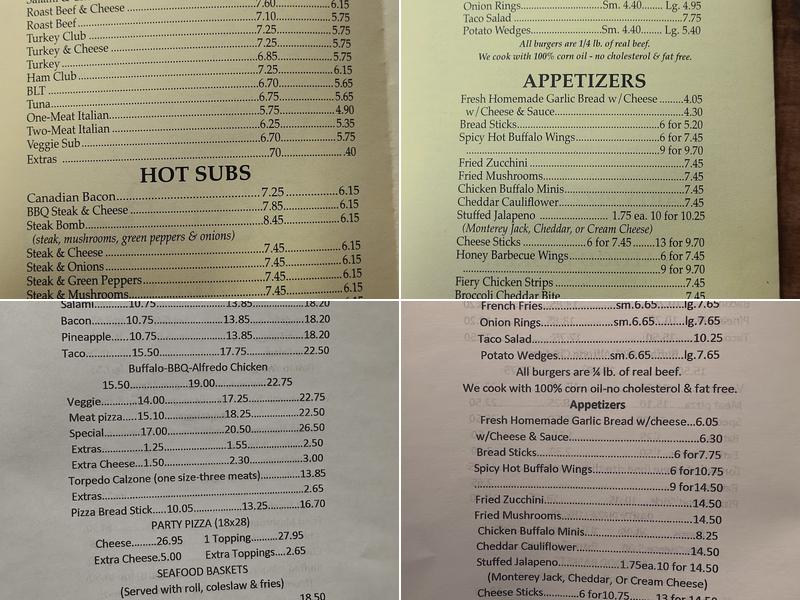 Roast Beef & Cheese 7.60 6.15
Roast Beef 7.10 5.75
Turkey Club 7.25 5.75
Turkey & Cheese 7.25 5.75
Turkey 6.85 5.75
Ham Club 7.25 6.15
BLT 6.70 5.65
Tuna 6.75 5.65
One-Meat Italian 5.75 4.90
Two-Meat Italian 6.25 5.35
Veggie Sub 6.70 5.75
Extras .70 .40
HOT SUBS
Canadian Bacon 7.25 6.15
BBQ Steak & Cheese 7.85 6.15
Steak Bomb 8.45 6.15
(steak, mushrooms, green peppers & onions)
Steak & Cheese 7.45 6.15
Steak & Onions 7.45 6.15
Steak & Green Peppers 7.45 6.15
Steak & Mushrooms 7.45 6.15
Onion Rings Sm. 4.40 Lg. 4.95
Taco Salad 7.75
Potato Wedges Sm. 4.40 Lg. 5.40
All burgers are 1/4 lb. of real beef.
We cook with 100% corn oil - no cholesterol & fat free.
APPETIZERS
Fresh Homemade Garlic Bread w/Cheese 4.05
w/Cheese & Sauce 4.30
Bread Sticks 6 for 5.20
Spicy Hot Buffalo Wings 6 for 7.45
9 for 9.70
Fried Zucchini 7.45
Fried Mushrooms 7.45
Chicken Buffalo Minis 7.45
Cheddar Cauliflower 7.45
Stuffed Jalapeno 1.75 ea. 10 for 10.25
(Monterey Jack, Cheddar, or Cream Cheese)
Cheese Sticks 6 for 7.45 13 for 9.70
Honey Barbecue Wings 6 for 7.45
9 for 9.70
Fiery Chicken Strips 7.45
Broccoli Cheddar Bite 7.45
Salami 10.75 13.85 18.20
Bacon 10.75 13.85 18.20
Pineapple 10.75 13.85 18.20
Taco 15.50 17.75 22.50
Buffalo-BBQ-Alfredo Chicken
15.50 19.00 22.75
Veggie 14.00 17.25 22.75
Meat pizza 15.10 18.25 22.50
Special 17.00 20.50 26.50
Extras 1.25 1.55 2.50
Extra Cheese 1.50 2.30 3.00
Torpedo Calzone (one size-three meats) 13.85
Extras 2.65
Pizza Bread Stick 10.05 13.25 16.70
PARTY PIZZA (18x28)
Cheese 26.95 1 Topping 27.95
Extra Cheese.5.00 Extra Toppings 2.65
SEAFOOD BASKETS
(Served with roll, coleslaw & fries)
18.50
French Fries sm.6.65 lg.7.65
Onion Rings sm.6.65 lg.7.65
Taco Salad 10.25
Potato Wedges sm.6.65 lg.7.65
All burgers are ¼ lb. of real beef.
We cook with 100% corn oil-no cholesterol & fat free.
Appetizers
Fresh Homemade Garlic Bread w/cheese...6.05
w/Cheese & Sauce 6.30
Bread Sticks 6 for7.75
Spicy Hot Buffalo Wings 6 for10.75
9 for14.50
Fried Zucchini 14.50
Fried Mushrooms 14.50
Chicken Buffalo Minis 8.25
Cheddar Cauliflower 14.50
Stuffed Jalapeno 1.75ea.10 for 14.50
(Monterey Jack, Cheddar, Or Cream Cheese)
Cheese Sticks 6 for10.75 13 for 14.50